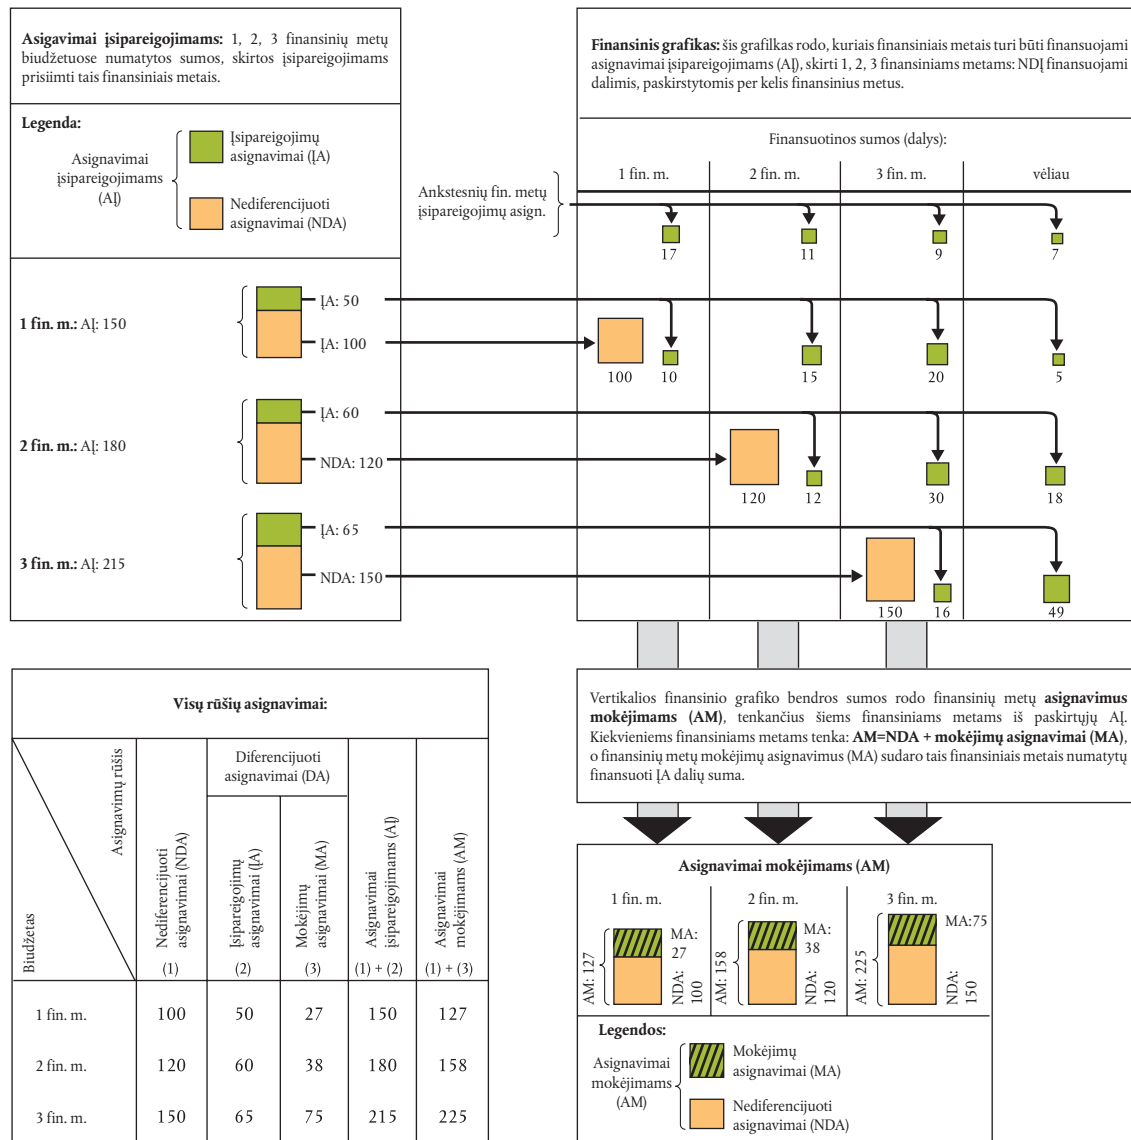 Asigavimai įsipareigojimams: 1, 2, 3 finansinių metų
biudžetuose numatytos sumos, skirtos įsipareigojimams
prisiimti tais finansiniais metais.
Legenda:
Asignavimai
įsipareigojimams
(AĮ)
Įsipareigojimų
asignavimai (ĮA)
Nediferencijuoti
asignavimai (NDA)
1 fin. m.: AĮ: 150
ĮA: 50
ĮA: 100
2 fin. m.: AĮ: 180
ĮA: 60
NDA: 120
3 fin. m.: AĮ: 215
ĮA: 65
NDA: 150
Finansinis grafikas: šis grafilkas rodo, kuriais finansiniais metais turi būti finansuojami
asignavimai įsipareigojimams (AĮ), skirti 1, 2, 3 finansiniams metams: NDĮ finansuojami
dalimis, paskirstytomis per kelis finansinius metus.
Finansuotinos sumos (dalys):
1 fin. m. 2 fin. m. 3 fin. m. vėliau
Ankstesnių fin. metų
įsipareigojimų asign.
17 11 9 7
100 10 15 20 5
120 12 30 18
150 16 49
Vertikalios finansinio grafiko bendros sumos rodo finansinių metų asignavimus
mokėjimams (AM), tenkančius šiems finansiniams metams iš paskirtųjų AĮ.
Kiekvieniems finansiniams metams tenka: AM=NDA + mokėjimų asignavimai (MA),
o finansinių metų mokėjimų asignavimus (MA) sudaro tais finansiniais metais numatytų
finansuoti ĮA dalių suma.
Visų rūšių asignavimai:
Asignavimų rūšis
Biudžetas
Nediferencijuoti
asignavimai (NDA)
(1)
Diferencijuoti
asignavimai (DA)
Įsipareigojimų
asignavimai (ĮA)
(2)
Mokėjimų
asignavimai (MA)
(3)
Asignavimai
įsipareigojimams (AĮ)
(1) + (2)
Asignavimai
mokėjimams (AM)
(1) + (3)
1 fin. m. 100 50 27 150 127
2 fin. m. 120 60 38 180 158
3 fin. m. 150 65 75 215 225
Asignavimai mokėjimams (AM)
1 fin. m. 2 fin. m. 3 fin. m.
AM: 127
MA:
27
NDA:
100
AM: 158
MA:
38
NDA:
120
AM: 225
MA:75
NDA:
150
Legendos:
Asignavimai
mokėjimams
(AM)
Mokėjimų
asignavimai (MA)
Nediferencijuoti
asignavimai (NDA)